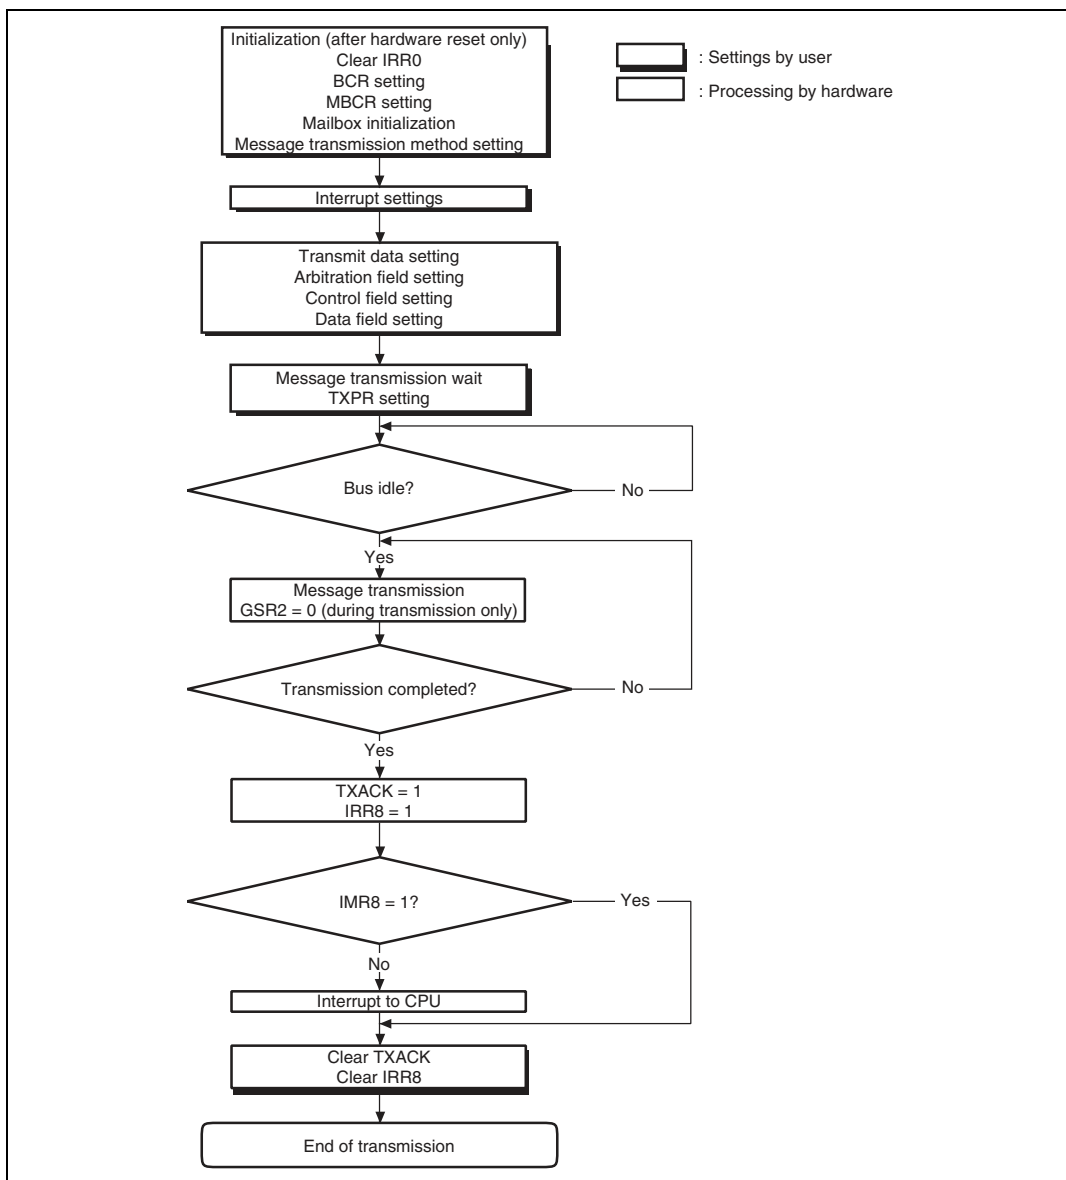 Initialization (after hardware reset only)
Clear IRR0
BCR setting
MBCR setting
Mailbox initialization
Message transmission method setting
: Settings by user
: Processing by hardware
Interrupt settings
Transmit data setting
Arbitration field setting
Control field setting
Data field setting
Message transmission wait
TXPR setting
Bus idle?
No
Yes
Message transmission
GSR2 = 0 (during transmission only)
Transmission completed?
No
Yes
TXACK = 1
IRR8 = 1
IMR8 = 1?
Yes
No
Interrupt to CPU
Clear TXACK
Clear IRR8
End of transmission